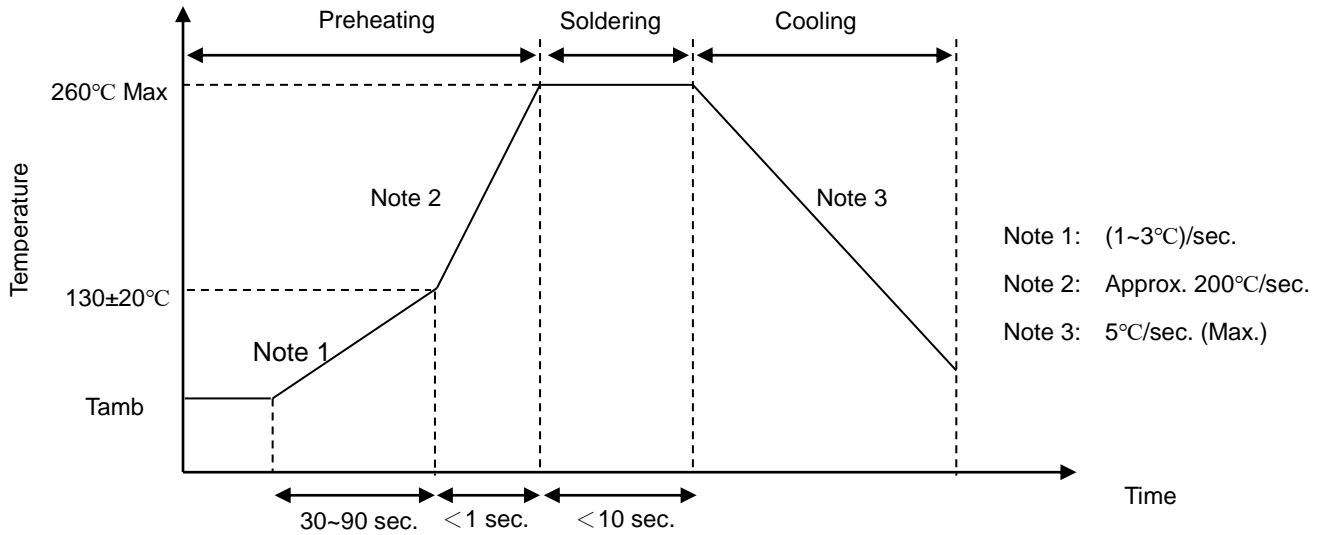 Preheating
Soldering
Cooling
260℃ Max
Temperature
Note 2
Note 3
Note 1: (1~3℃)/sec.
130±20℃
Note 2: Approx. 200℃/sec.
Note 3: 5℃/sec. (Max.)
Note 1
Tamb
Time
30~90 sec.
＜1 sec.
＜10 sec.